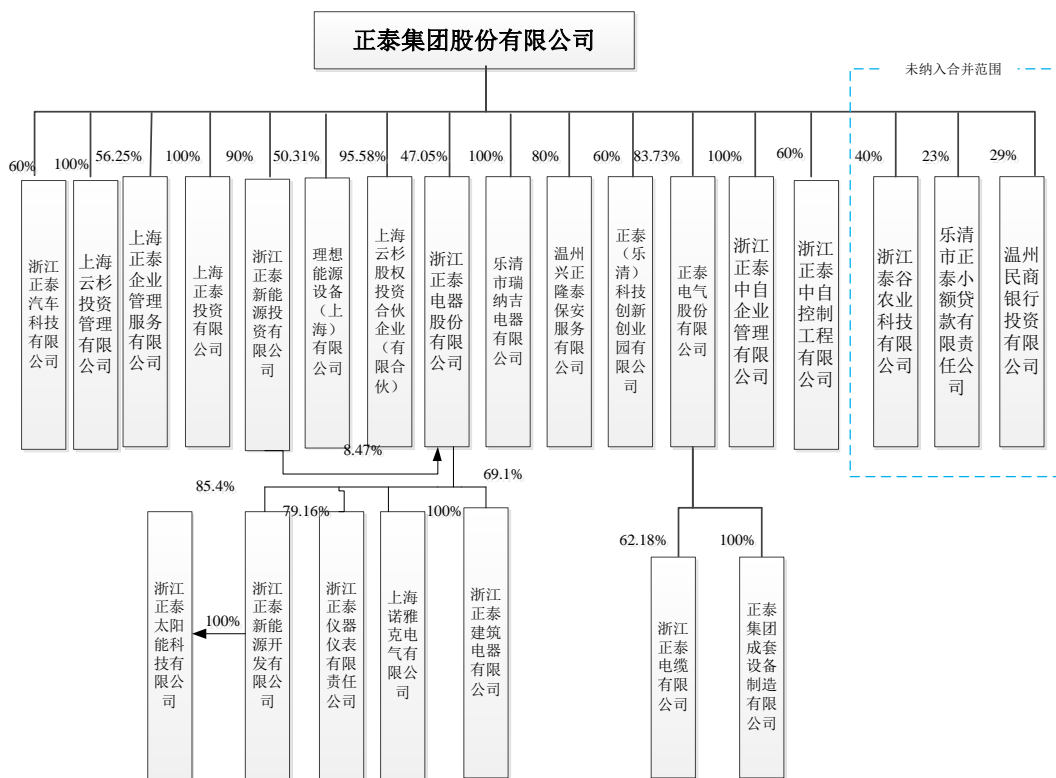 正泰集团股份有限公司
未纳入合并范围
60%
100%
56.25%
100%
90%
50.31%
95.58%
47.05%
100%
80%
60%
83.73%
100%
60%
40%
23%
29%
浙江
正泰
汽车
科技
有限
公司
上海
云杉
投资
管理
有限
公司
上海
正泰
企业
管理
服务
有限
公司
上海
正泰
投资
有限
公司
浙江
正泰
新能
源投
资有
限公
司
理想
能源
设备
（上
海）
有限
公司
上海
云杉
股权
投资
合伙
企业
（有
限合
伙）
浙江
正泰
电器
股份
有限
公司
乐清
市瑞
纳吉
电器
有限
公司
温州
兴正
隆泰
保安
服务
有限
公司
正泰
（乐
清）
科技
创新
创业
园有
限公
司
正泰
电气
股份
有限
公司
浙江
正泰
中自
企业
管理
有限
公司
浙江
正泰
中自
控制
工程
有限
公司
浙江
泰谷
农业
科技
有限
公司
乐清
市正
泰小
额贷
款有
限责
任公
司
温州
民商
银行
投资
有限
公司
8.47%
85.4%
79.16%
100%
69.1%
62.18%
100%
100%
浙江
正泰
太阳
能科
技有
限公
司
浙江
正泰
新能
源开
发有
限公
司
浙江
正泰
仪器
仪表
有限
责任
公司
上海
诺雅
克电
气有
限公
司
浙江
正泰
建筑
电器
有限
公司
浙江
正泰
电缆
有限
公司
正泰
集团
成套
设备
制造
有限
公司